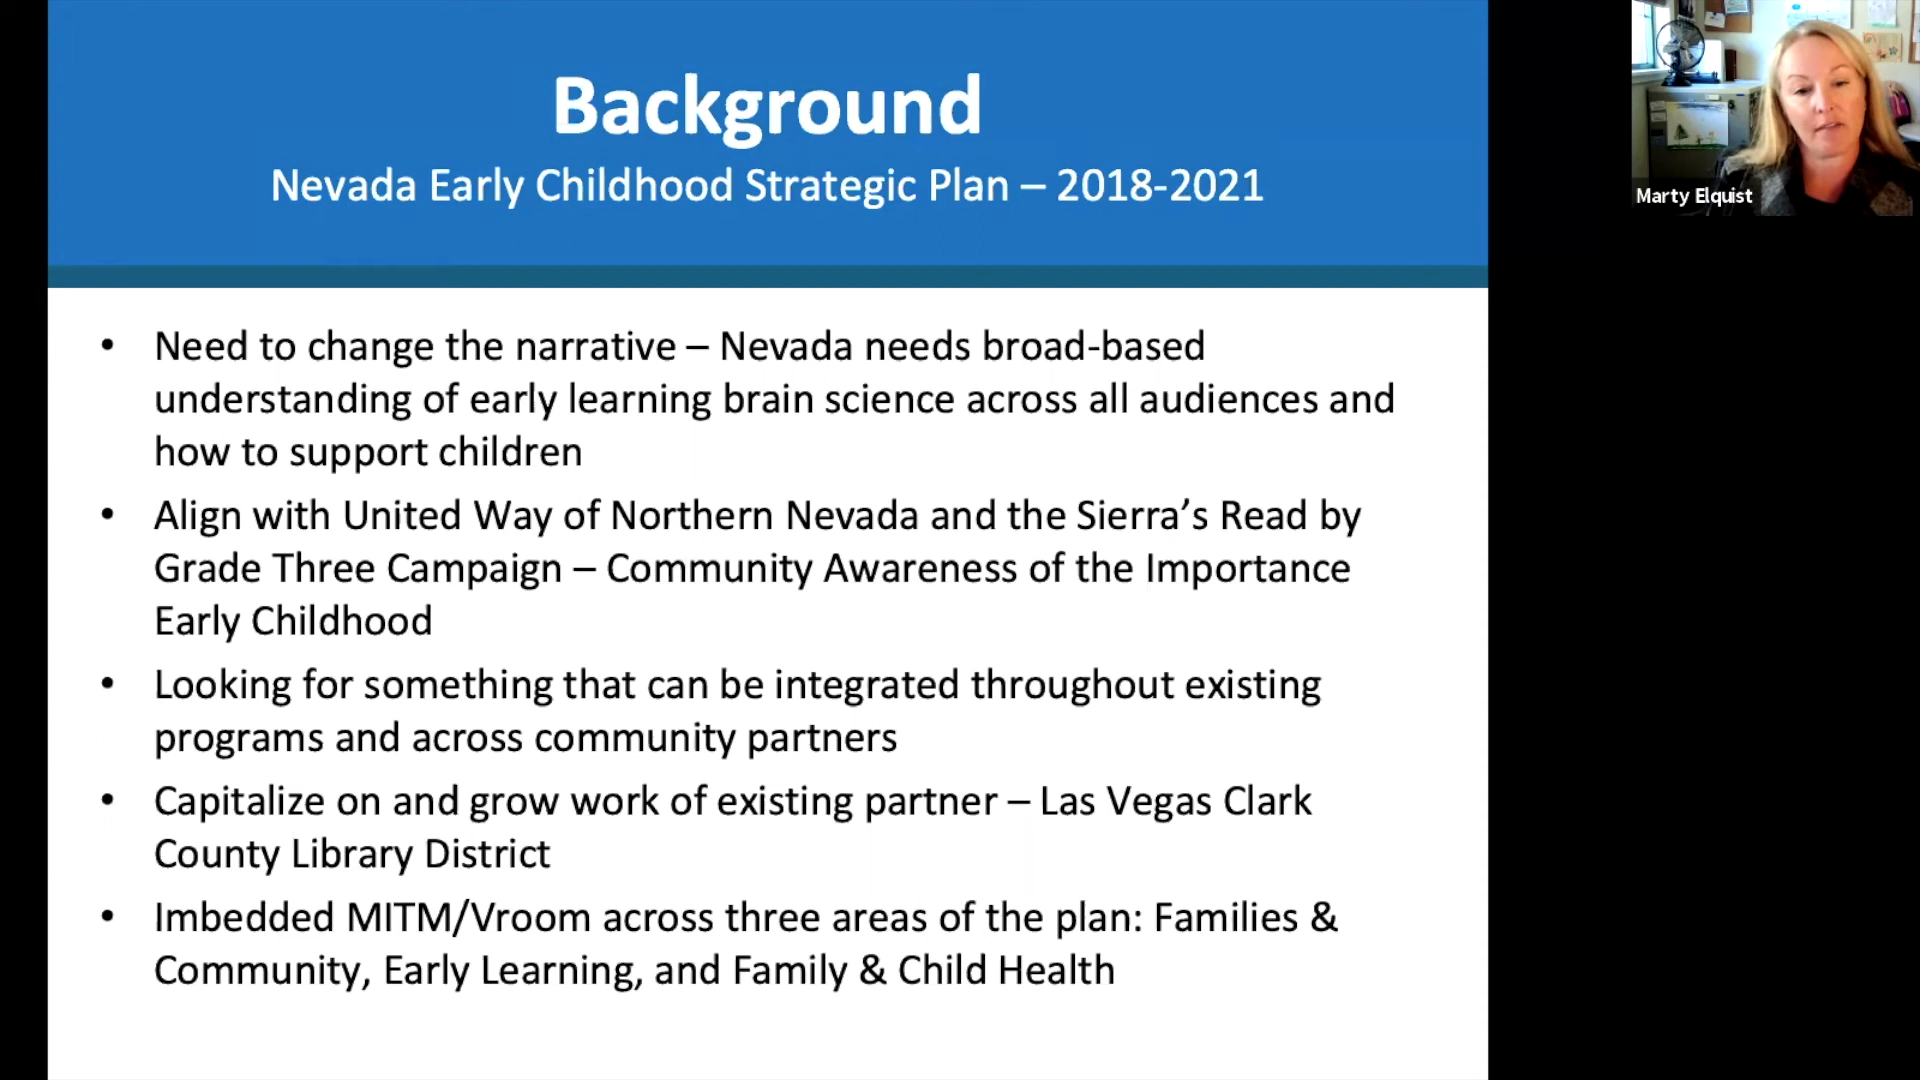 Background
Nevada Early Childhood Strategic Plan – 2018-2021
Marty Elquist
• Need to change the narrative – Nevada needs broad-based
understanding of early learning brain science across all audiences and
how to support children
• Align with United Way of Northern Nevada and the Sierra’s Read by
Grade Three Campaign – Community Awareness of the Importance
Early Childhood
• Looking for something that can be integrated throughout existing
programs and across community partners
• Capitalize on and grow work of existing partner – Las Vegas Clark
County Library District
• Imbedded MITM/Vroom across three areas of the plan: Families &
Community, Early Learning, and Family & Child Health